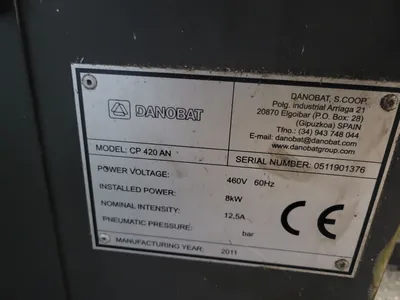 DANOBAT
DANOBAT, S.COOP.
Polg. industrial Arriaga 21
20870 Elgoibar (P.O. Box: 28)
(Gipuzkoa) SPAIN
Tfno.: (34) 943 748 044
E-mail: danobat@danobat.com
www.danobatgroup.com
MODEL: CP 420 AN
SERIAL NUMBER: 0511901376
POWER VOLTAGE: 460V 60Hz
INSTALLED POWER: 8kW
NOMINAL INTENSITY: 12,5A
PNEUMATIC PRESSURE: bar
CE
MANUFACTURING YEAR: 2011